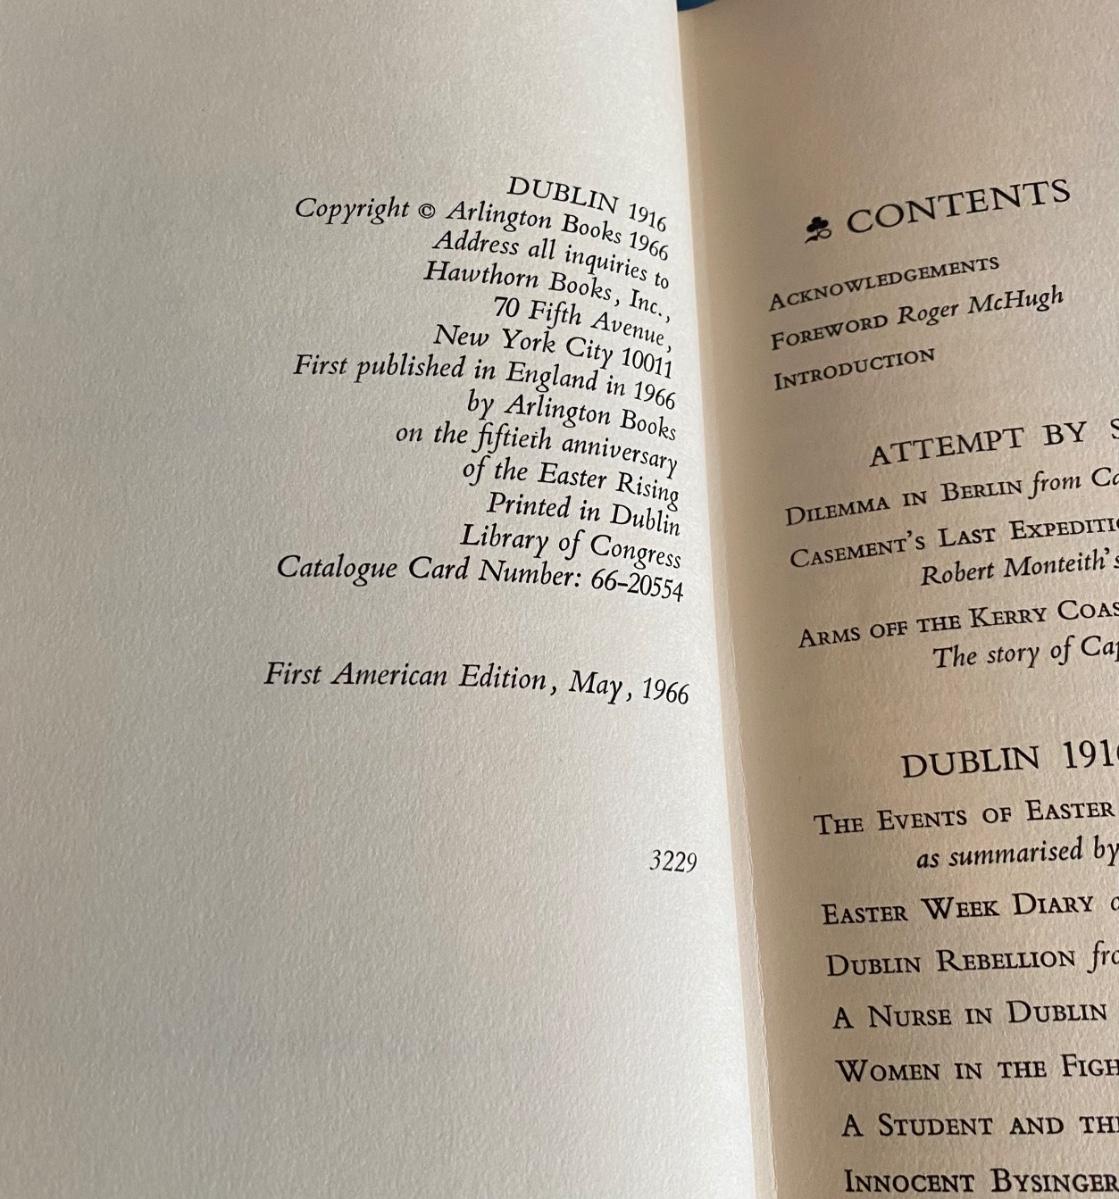 DUBLIN 1916
Copyright © Arlington Books 1966
Address all inquiries to
Hawthorn Books, Inc.,
70 Fifth Avenue,
New York City 10011
First published in England in 1966
by Arlington Books
on the fiftieth anniversary
of the Easter Rising
Printed in Dublin
Library of Congress
Catalogue Card Number: 66–20554
First American Edition, May, 1966
3229
CONTENTS
ACKNOWLEDGEMENTS
FOREWORD Roger McHugh
INTRODUCTION
ATTEMPT BY
DILEMMA IN BERLIN from
CASEMENT'S LAST
Robert Monteith's
ARMS OFF THE KERRY
The story of
DUBLIN
THE EVENTS OF EASTER
as summarised by
EASTER WEEK DIARY
DUBLIN REBELLION
A NURSE IN DUBLIN
WOMEN IN THE
A STUDENT AND
INNOCENT